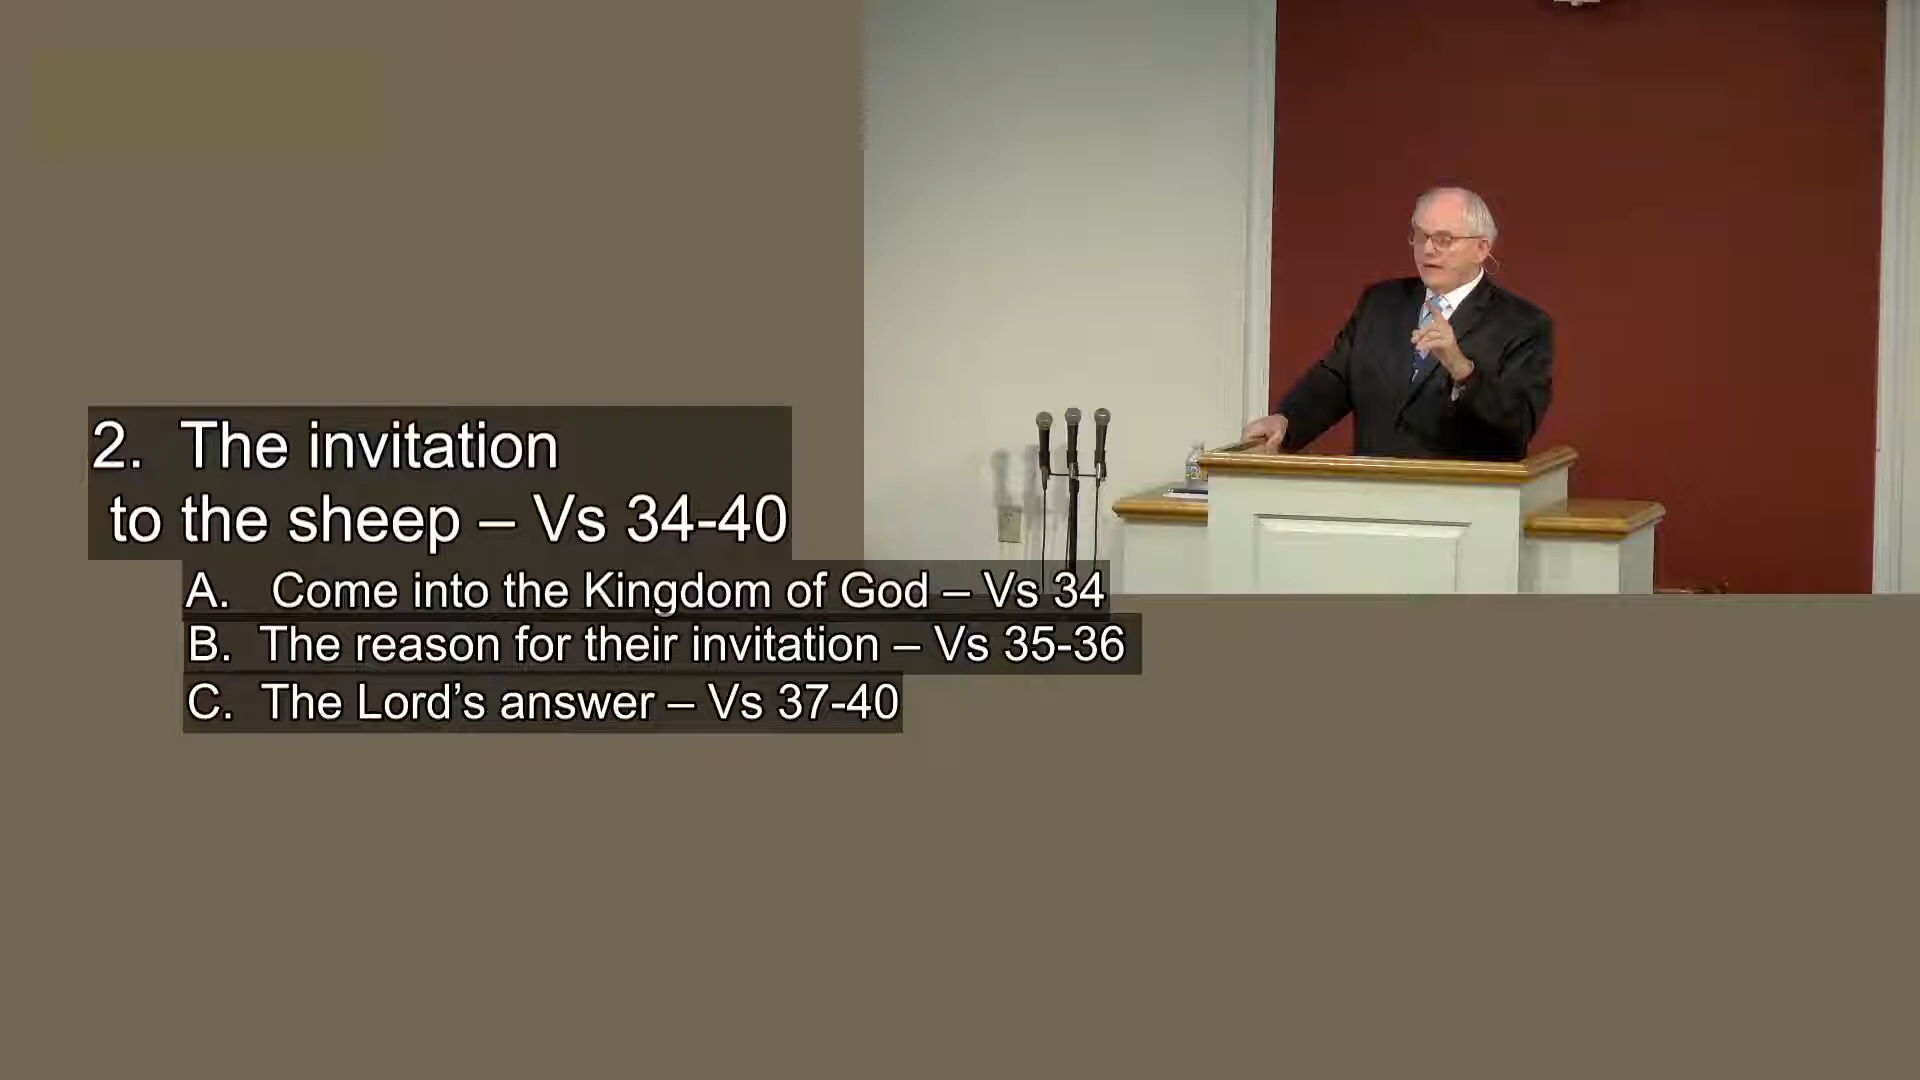 2. The invitation
to the sheep – Vs 34-40
A. Come into the Kingdom of God – Vs 34
B. The reason for their invitation – Vs 35-36
C. The Lord’s answer – Vs 37-40